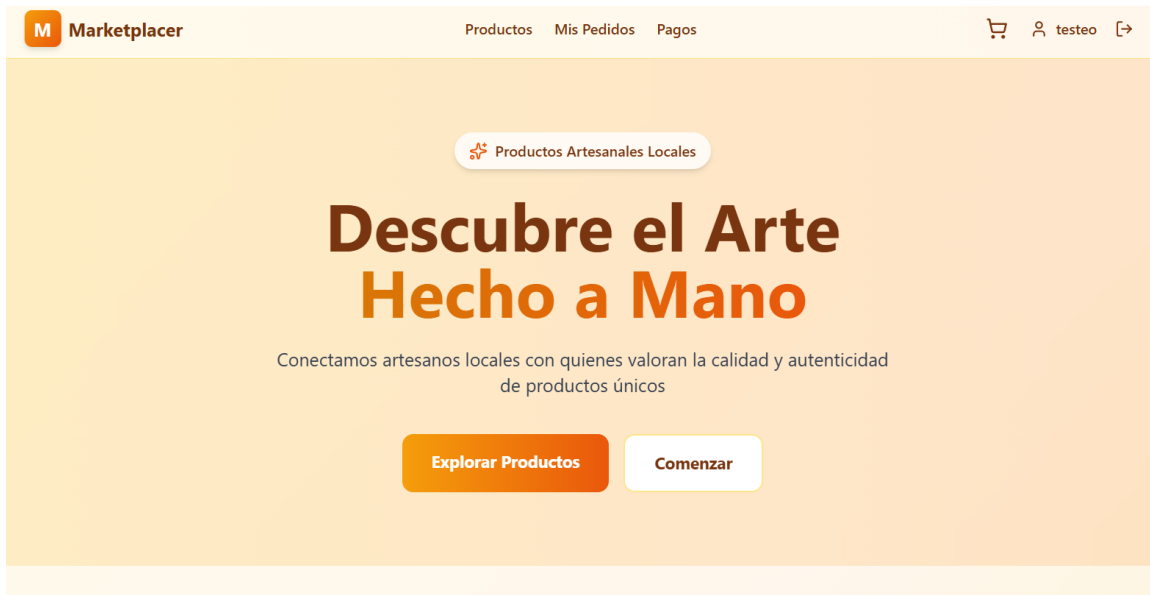 M Marketplacer
Productos Mis Pedidos Pagos
testeo
Productos Artesanales Locales
Descubre el Arte
Hecho a Mano
Conectamos artesanos locales con quienes valoran la calidad y autenticidad
de productos únicos
Explorar Productos
Comenzar